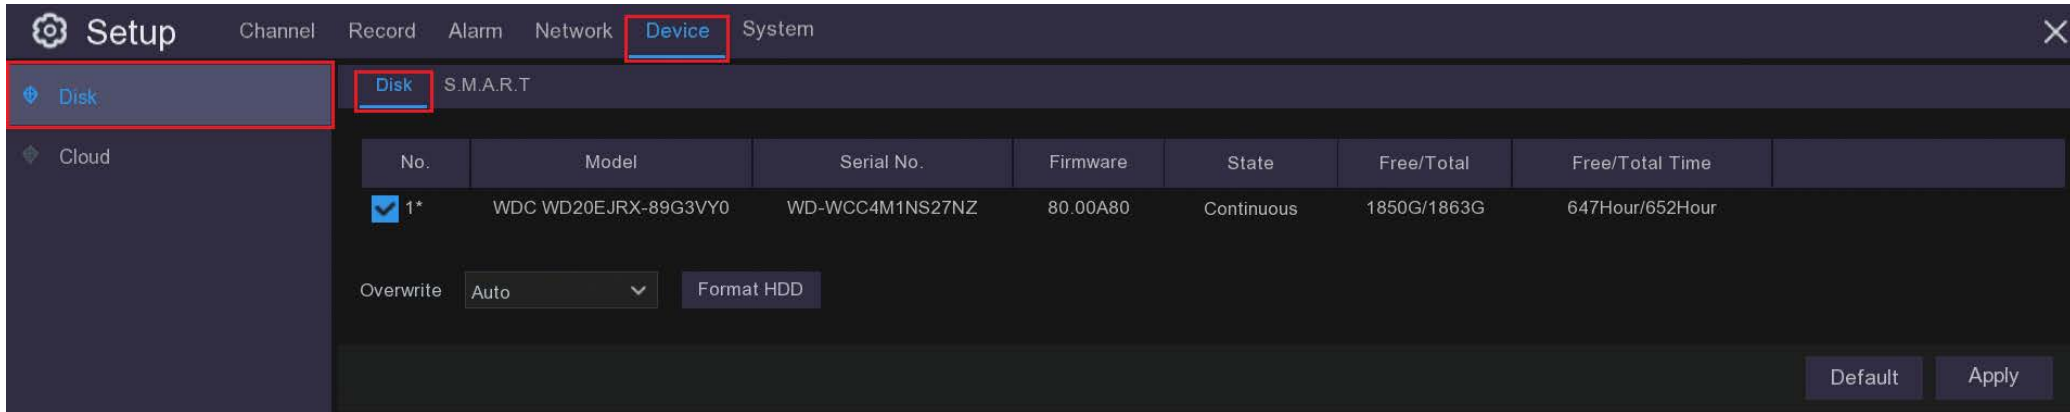 Setup Channel Record Alarm Network Device System
Disk
Cloud
Disk S.M.A.R.T
No. Model Serial No. Firmware State Free/Total Free/Total Time
1* WDC WD20EJRX-89G3VY0 WD-WCC4M1NS27NZ 80.00A80 Continuous 1850G/1863G 647Hour/652Hour
Overwrite Auto Format HDD
Default Apply